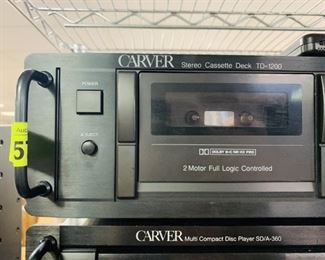 CARVER Stereo Cassette Deck TD-1200
POWER
EJECT
DOLBY B-C NR HX PRO
2 Motor Full Logic Controlled
57
CARVER Multi Compact Disc Player SD/A-360